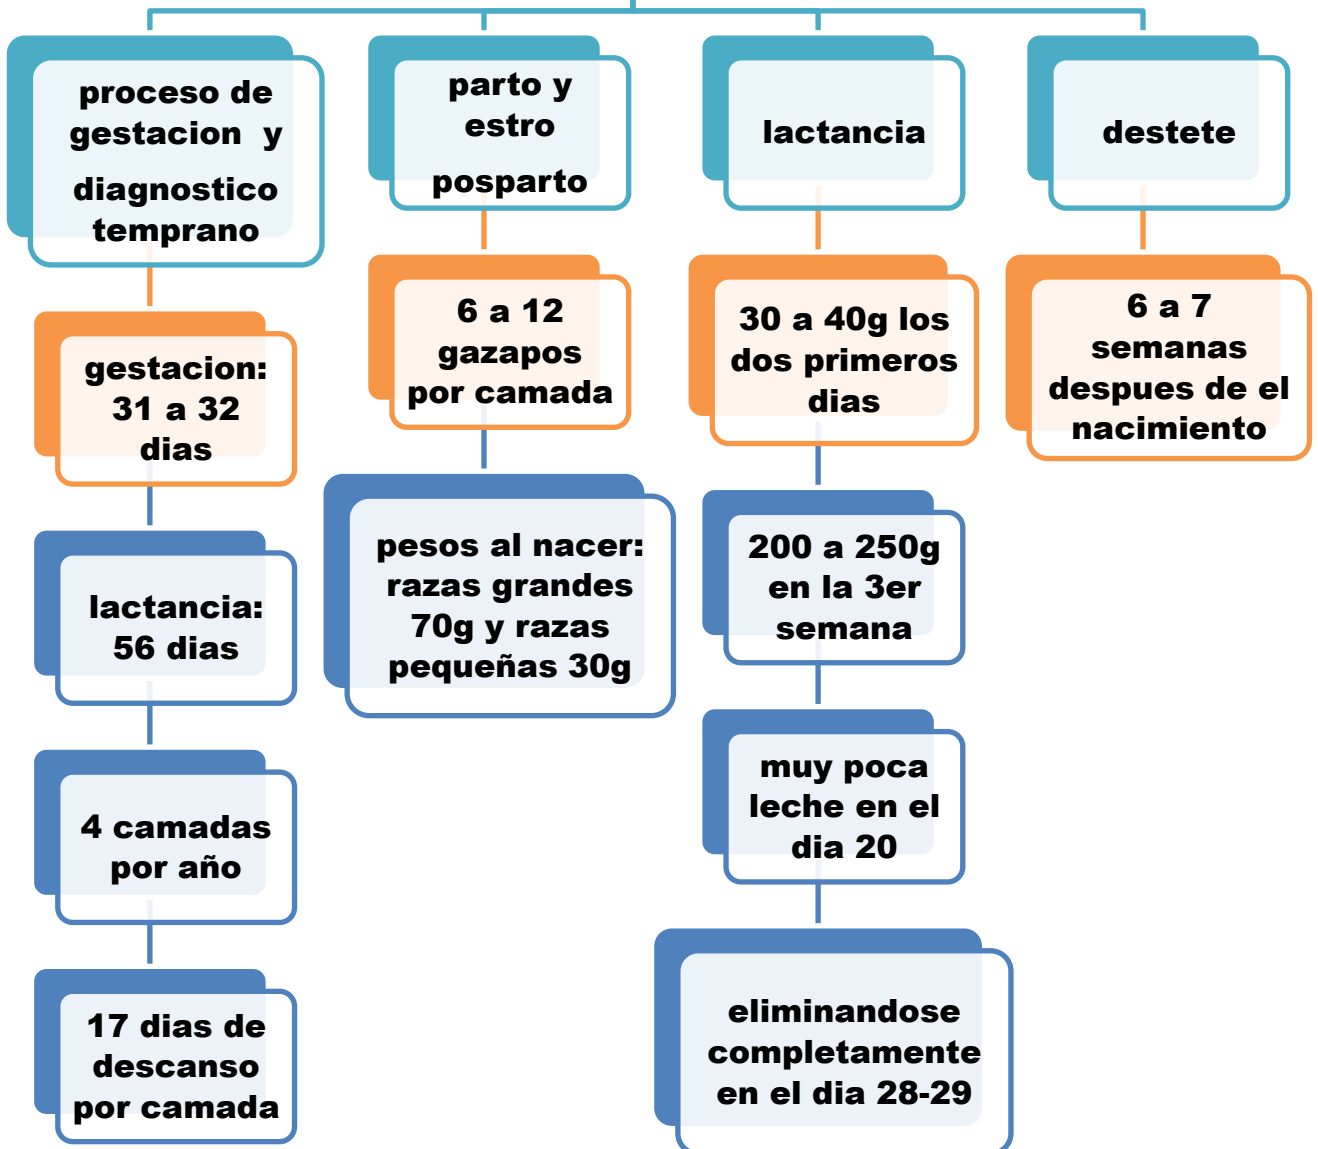 proceso de
gestacion y
diagnostico
temprano
gestacion:
31 a 32
dias
lactancia:
56 dias
4 camadas
por año
17 dias de
descanso
por camada
parto y
estro
posparto
6 a 12
gazapos
por camada
pesos al nacer:
razas grandes
70g y razas
pequeñas 30g
lactancia
30 a 40g los
dos primeros
dias
200 a 250g
en la 3er
semana
muy poca
leche en el
dia 20
eliminandose
completamente
en el dia 28-29
destete
6 a 7
semanas
despues de el
nacimiento